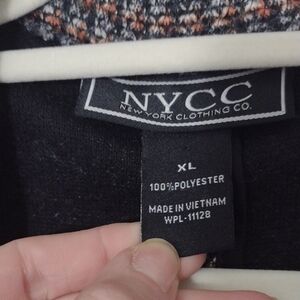 NYCC
NEW YORK CLOTHING CO.
XL
100% POLYESTER
MADE IN VIETNAM
WPL-11128